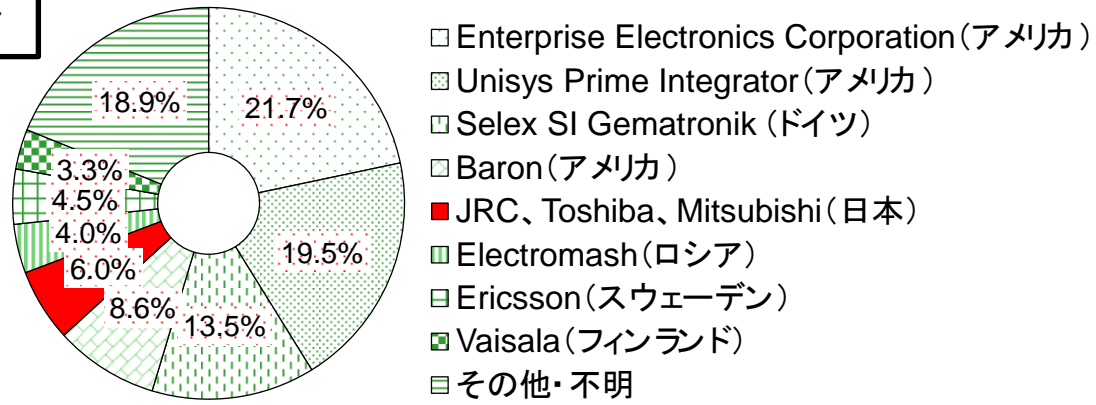 18.9%
21.7%
3.3%
4.5%
4.0%
6.0%
8.6%
13.5%
19.5%
Enterprise Electronics Corporation（アメリカ）
Unisys Prime Integrator（アメリカ）
Selex SI Gematronik（ドイツ）
Baron（アメリカ）
JRC、Toshiba、Mitsubishi（日本）
Electromash（ロシア）
Ericsson（スウェーデン）
Vaisala（フィンランド）
その他・不明